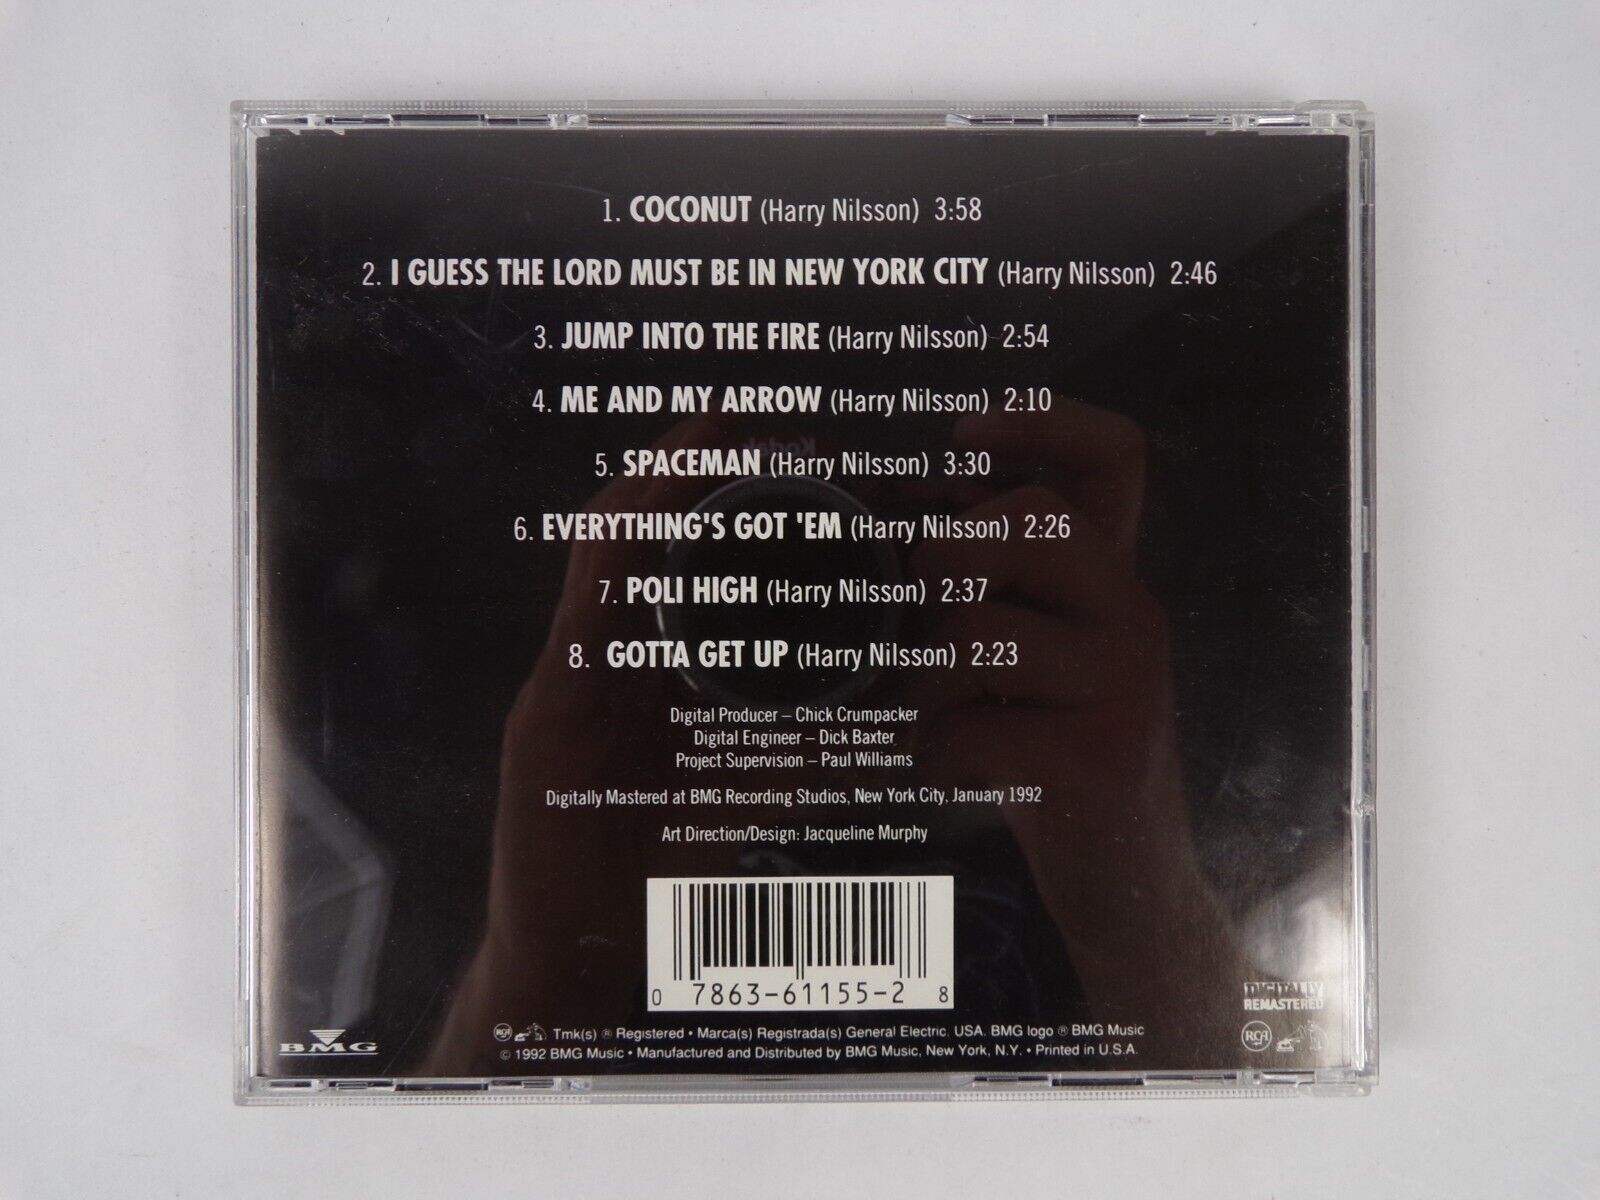 1. COCONUT (Harry Nilsson) 3:58
2. I GUESS THE LORD MUST BE IN NEW YORK CITY (Harry Nilsson) 2:46
3. JUMP INTO THE FIRE (Harry Nilsson) 2:54
4. ME AND MY ARROW (Harry Nilsson) 2:10
Kodak
5. SPACEMAN (Harry Nilsson) 3:30
6. EVERYTHING'S GOT 'EM (Harry Nilsson) 2:26
7. POLI HIGH (Harry Nilsson) 2:37
8. GOTTA GET UP (Harry Nilsson) 2:23
Digital Producer – Chick Crumpacker
Digital Engineer – Dick Baxter
Project Supervision – Paul Williams
Digitally Mastered at BMG Recording Studios, New York City, January 1992
Art Direction/Design: Jacqueline Murphy
0 7863-61155-2 8
DIGITALLY
REMASTERED
BMG
RCA Tmk(s) ® Registered • Marca(s) Registrada(s) General Electric. USA. BMG logo ® BMG Music
© 1992 BMG Music • Manufactured and Distributed by BMG Music, New York, N.Y. • Printed in U.S.A.
RCA